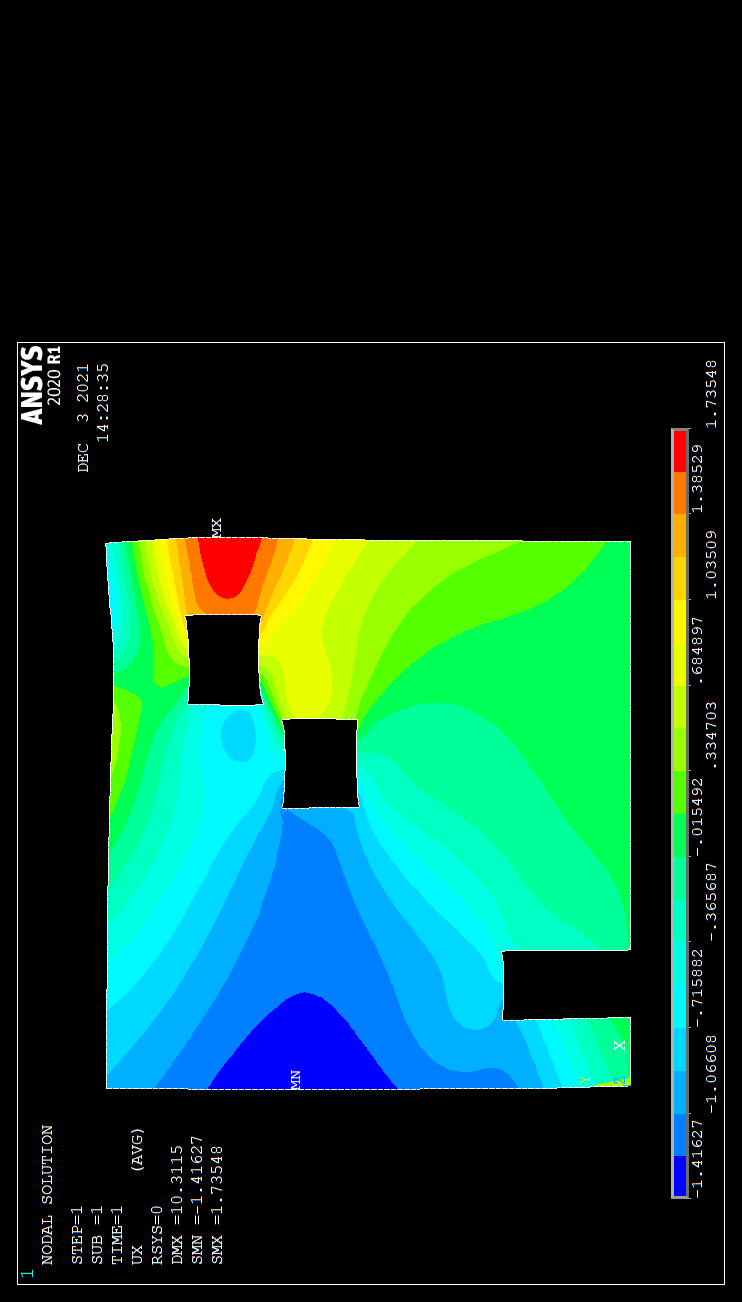 1
NODAL SOLUTION
STEP=1
SUB =1
TIME=1
UX (AVG)
RSYS=0
DMX =10.3115
SMN =-1.41627
SMX =1.73548
ANSYS
2020 R1
DEC 3 2021
14:28:35
MX
MN
Y
Z X
-1.41627 -.715882 -.015492 .684897 1.38529
-1.06608 -.365687 .334703 1.03509 1.73548